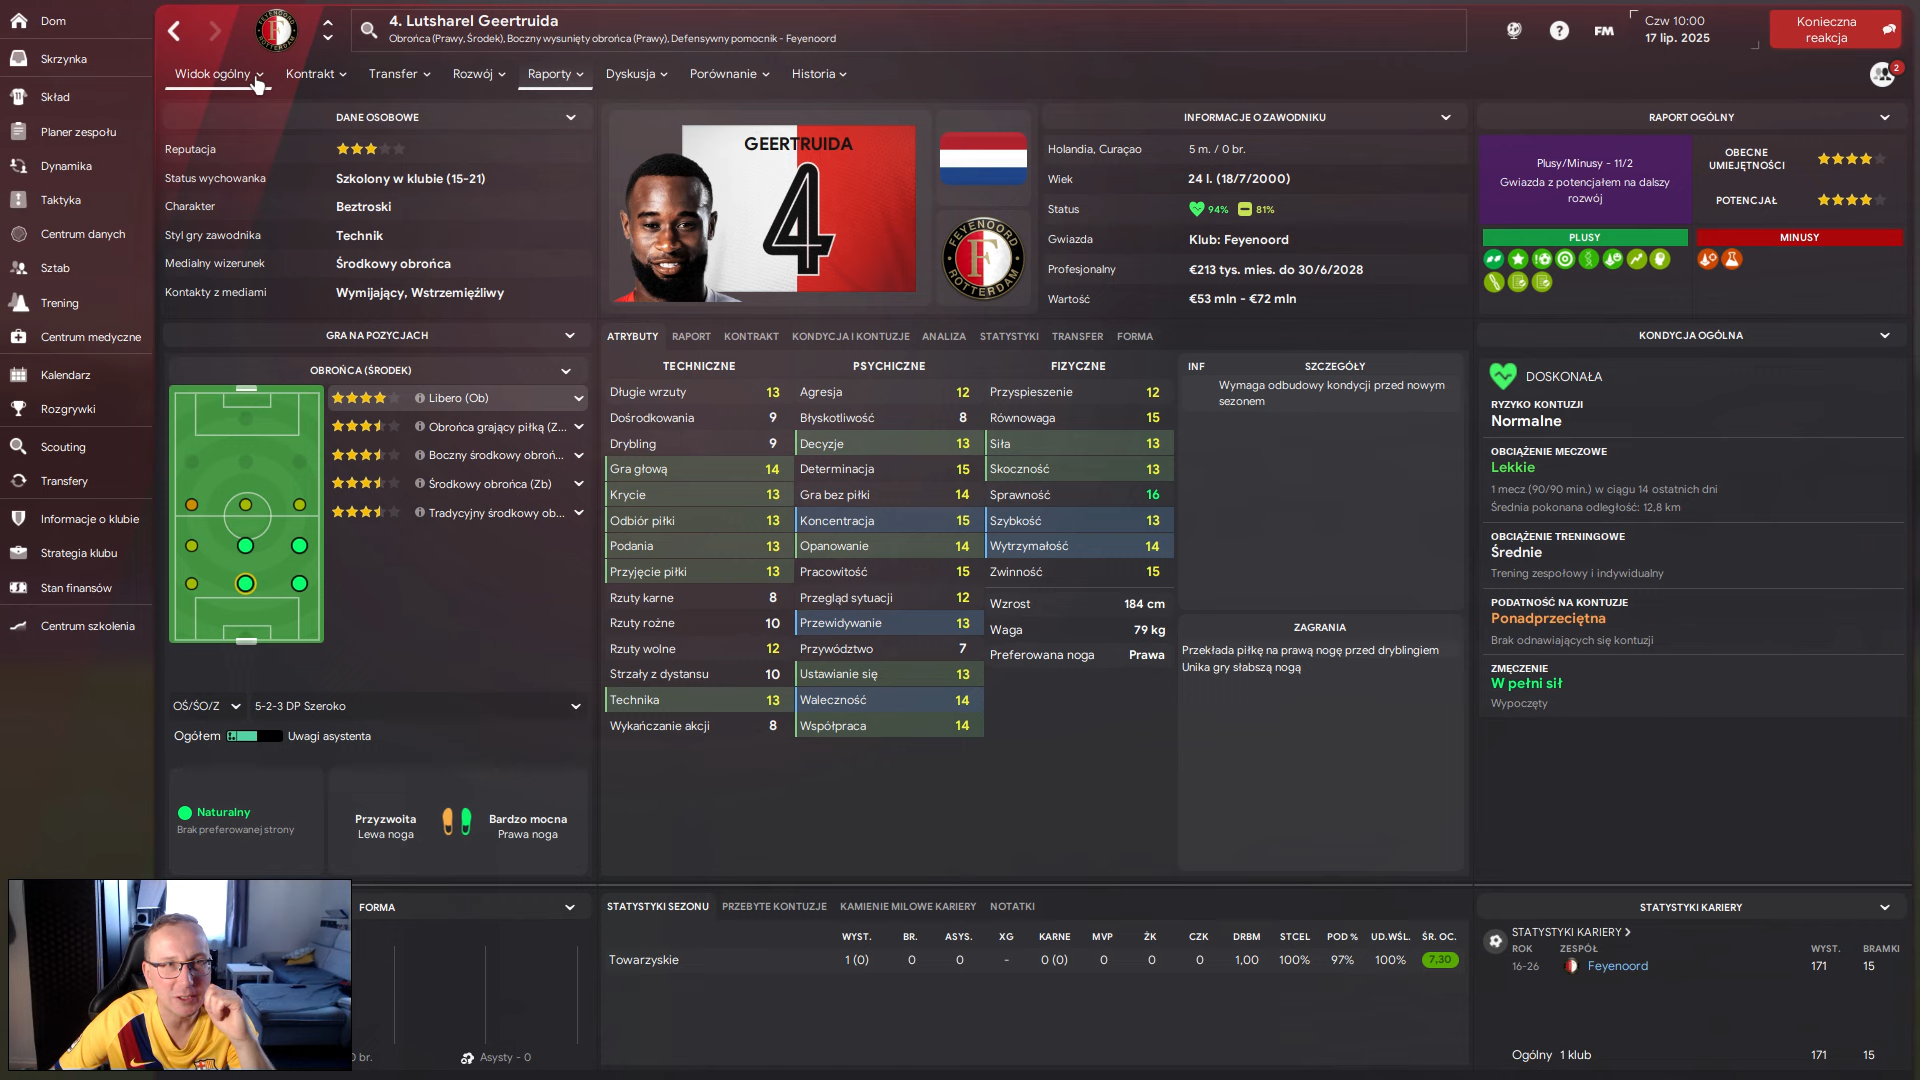 Dom
Skrzynka
Skład
Planer zespołu
Dynamika
Taktyka
Centrum danych
Sztab
Trening
Centrum medyczne
Kalendarz
Rozgrywki
Scouting
Transfery
Informacje o klubie
Strategia klubu
Stan finansów
Centrum szkolenia
4. Lutsharel Geertruida
Obrońca (Prawy, Środek), Boczny wysunięty obrońca (Prawy), Defensywny pomocnik - Feyenoord
FM
Czw 10:00
17 lip. 2025
Konieczna
reakcja
2
Widok ogólny
Kontrakt
Transfer
Rozwój
Raporty
Dyskusja
Porównanie
Historia
DANE OSOBOWE
Reputacja
Status wychowanka Szkolony w klubie (15-21)
Charakter Beztroski
Styl gry zawodnika Technik
Medialny wizerunek Środkowy obrońca
Kontakty z mediami Wymijający, Wstrzemięźliwy
GEERTRUIDA
4
FEYENOORD
ROTTERDAM
INFORMACJE O ZAWODNIKU
Holandia, Curaçao 5 m. / 0 br.
Wiek 24 l. (18/7/2000)
Status 94% 81%
Gwiazda Klub: Feyenoord
Profesjonalny €213 tys. mies. do 30/6/2028
Wartość €53 mln - €72 mln
RAPORT OGÓLNY
Plusy/Minusy - 11/2
Gwiazda z potencjałem na dalszy
rozwój
OBECNE
UMIEJĘTNOŚCI
POTENCJAŁ
PLUSY
MINUSY
GRA NA POZYCJACH
OBROŃCA (ŚRODEK)
Libero (Ob)
Obrońca grający piłką (Z...
Boczny środkowy obroń...
Środkowy obrońca (Zb)
Tradycyjny środkowy ob...
OŚ/ŚO/Z 5-2-3 DP Szeroko
Ogółem Uwagi asystenta
Naturalny
Brak preferowanej strony
Przyzwoita
Lewa noga
Bardzo mocna
Prawa noga
ATRYBUTY RAPORT KONTRAKT KONDYCJA I KONTUZJE ANALIZA STATYSTYKI TRANSFER FORMA
TECHNICZNE
Długie wrzuty 13
Dośrodkowania 9
Drybling 9
Gra głową 14
Krycie 13
Odbiór piłki 13
Podania 13
Przyjęcie piłki 13
Rzuty karne 8
Rzuty rożne 10
Rzuty wolne 12
Strzały z dystansu 10
Technika 13
Wykańczanie akcji 8
PSYCHICZNE
Agresja 12
Błyskotliwość 8
Decyzje 13
Determinacja 15
Gra bez piłki 14
Koncentracja 15
Opanowanie 14
Pracowitość 15
Przegląd sytuacji 12
Przewidywanie 13
Przywództwo 7
Ustawianie się 13
Waleczność 14
Współpraca 14
FIZYCZNE
Przyspieszenie 12
Równowaga 15
Siła 13
Skoczność 13
Sprawność 16
Szybkość 13
Wytrzymałość 14
Zwinność 15
Wzrost 184 cm
Waga 79 kg
Preferowana noga Prawa
INF SZCZEGÓŁY
Wymaga odbudowy kondycji przed nowym
sezonem
ZAGRANIA
Przekłada piłkę na prawą nogę przed dryblingiem
Unika gry słabszą nogą
KONDYCJA OGÓLNA
DOSKONAŁA
RYZYKO KONTUZJI
Normalne
OBCIĄŻENIE MECZOWE
Lekkie
1 mecz (90/90 min.) w ciągu 14 ostatnich dni
Średnia pokonana odległość: 12,8 km
OBCIĄŻENIE TRENINGOWE
Średnie
Trening zespołowy i indywidualny
PODATNOŚĆ NA KONTUZJE
Ponadprzeciętna
Brak odnawiających się kontuzji
ZMĘCZENIE
W pełni sił
Wypoczęty
FORMA
0 br.
Asysty - 0
STATYSTYKI SEZONU PRZEBYTE KONTUZJE KAMIENIE MILOWE KARIERY NOTATKI
WYST. BR. ASYS. XG KARNE MVP ŻK CZK DRBM STCEL POD % UD.WŚL. ŚR. OC.
Towarzyskie 1 (0) 0 0 - 0 (0) 0 0 0 1,00 100% 97% 100% 7,30
STATYSTYKI KARIERY
STATYSTYKI KARIERY
ROK ZESPÓŁ WYST. BRAMKI
16-26 Feyenoord 171 15
Ogólny 1 klub 171 15